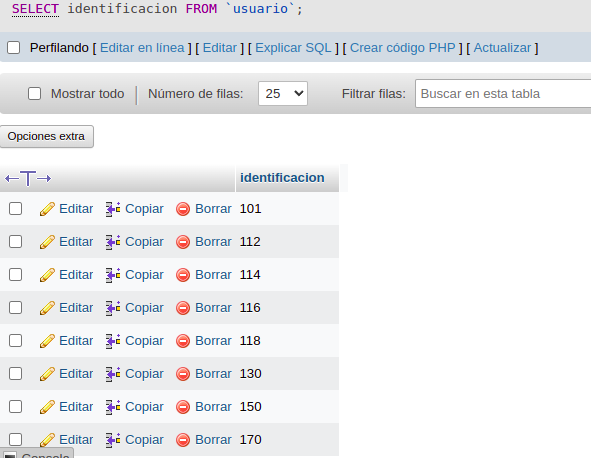 SELECT identificacion FROM `usuario`;
Perfilando [ Editar en línea ] [ Editar ] [ Explicar SQL ] [ Crear código PHP ] [ Actualizar ]
Mostrar todo Número de filas: 25 Filtrar filas: Buscar en esta tabla
Opciones extra
←T→ identificacion
Editar Copiar Borrar 101
Editar Copiar Borrar 112
Editar Copiar Borrar 114
Editar Copiar Borrar 116
Editar Copiar Borrar 118
Editar Copiar Borrar 130
Editar Copiar Borrar 150
Editar Copiar Borrar 170
Consola